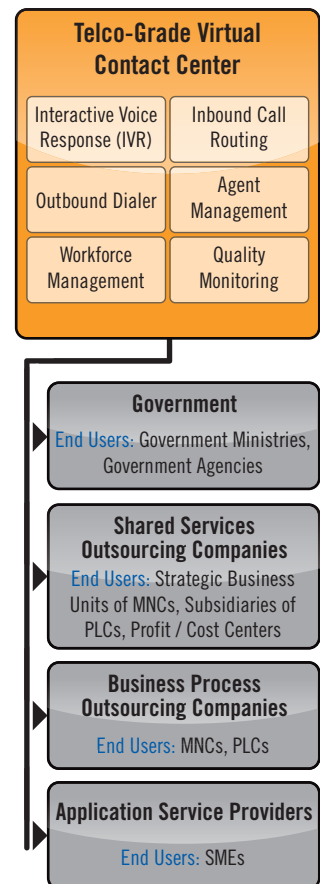 Telco-Grade Virtual
Contact Center
Interactive Voice
Response (IVR)
Inbound Call
Routing
Outbound Dialer
Agent
Management
Workforce
Management
Quality
Monitoring
Government
End Users: Government Ministries,
Government Agencies
Shared Services
Outsourcing Companies
End Users: Strategic Business
Units of MNCs, Subsidiaries of
PLCs, Profit / Cost Centers
Business Process
Outsourcing Companies
End Users: MNCs, PLCs
Application Service Providers
End Users: SMEs